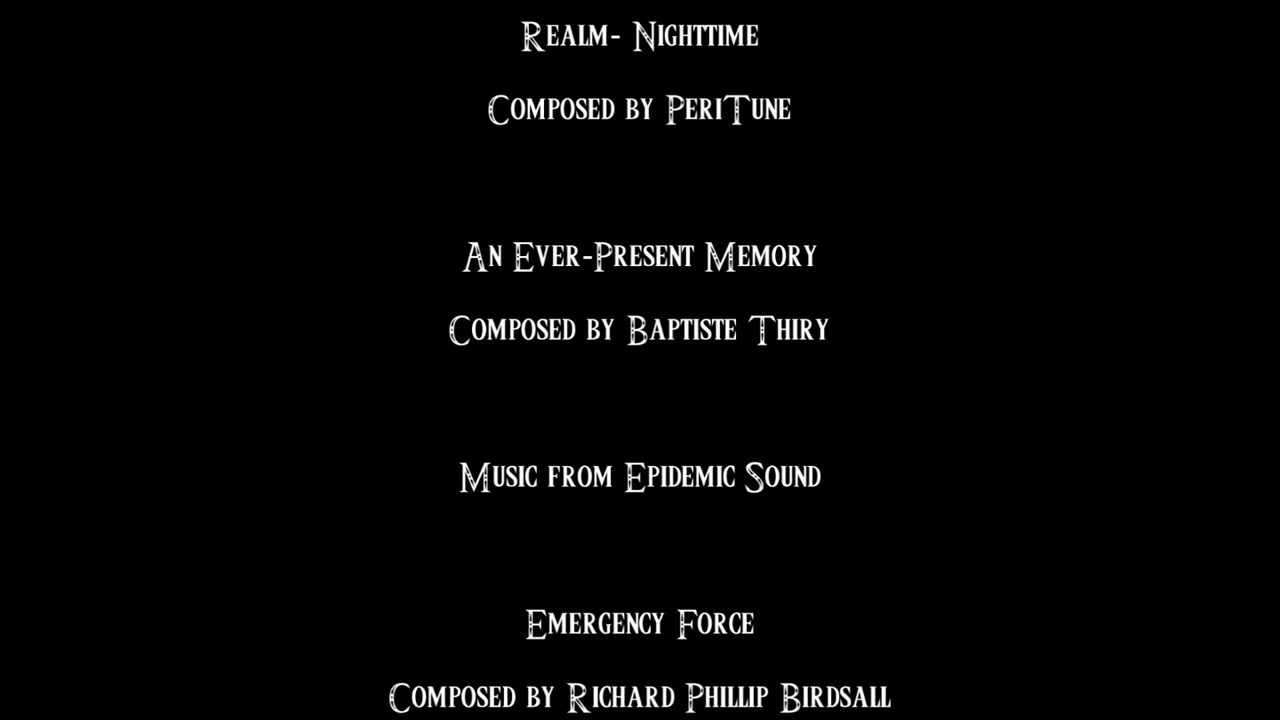 Realm- Nighttime
Composed by PeriTune
An Ever-Present Memory
Composed by Baptiste Thiry
Music from Epidemic Sound
Emergency Force
Composed by Richard Phillip Birdsall